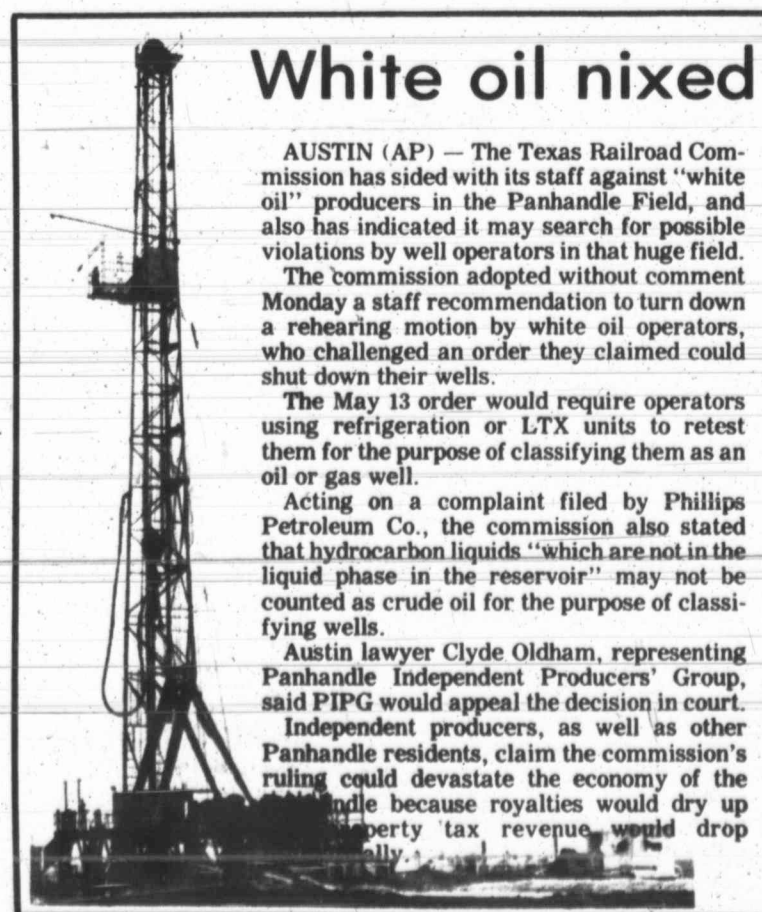 White oil nixed
AUSTIN (AP) — The Texas Railroad Com-
mission has sided with its staff against "white
oil" producers in the Panhandle Field, and
also has indicated it may search for possible
violations by well operators in that huge field.
The commission adopted without comment
Monday a staff recommendation to turn down
a rehearing motion by white oil operators,
who challenged an order they claimed could
shut down their wells.
The May 13 order would require operators
using refrigeration or LTX units to retest
them for the purpose of classifying them as an
oil or gas well.
Acting on a complaint filed by Phillips
Petroleum Co., the commission also stated
that hydrocarbon liquids "which are not in the
liquid phase in the reservoir" may not be
counted as crude oil for the purpose of classi-
fying wells.
Austin lawyer Clyde Oldham, representing
Panhandle Independent Producers' Group,
said PIPG would appeal the decision in court.
Independent producers, as well as other
Panhandle residents, claim the commission's
ruling could devastate the economy of the
because royalties would dry up
tax revenue would drop